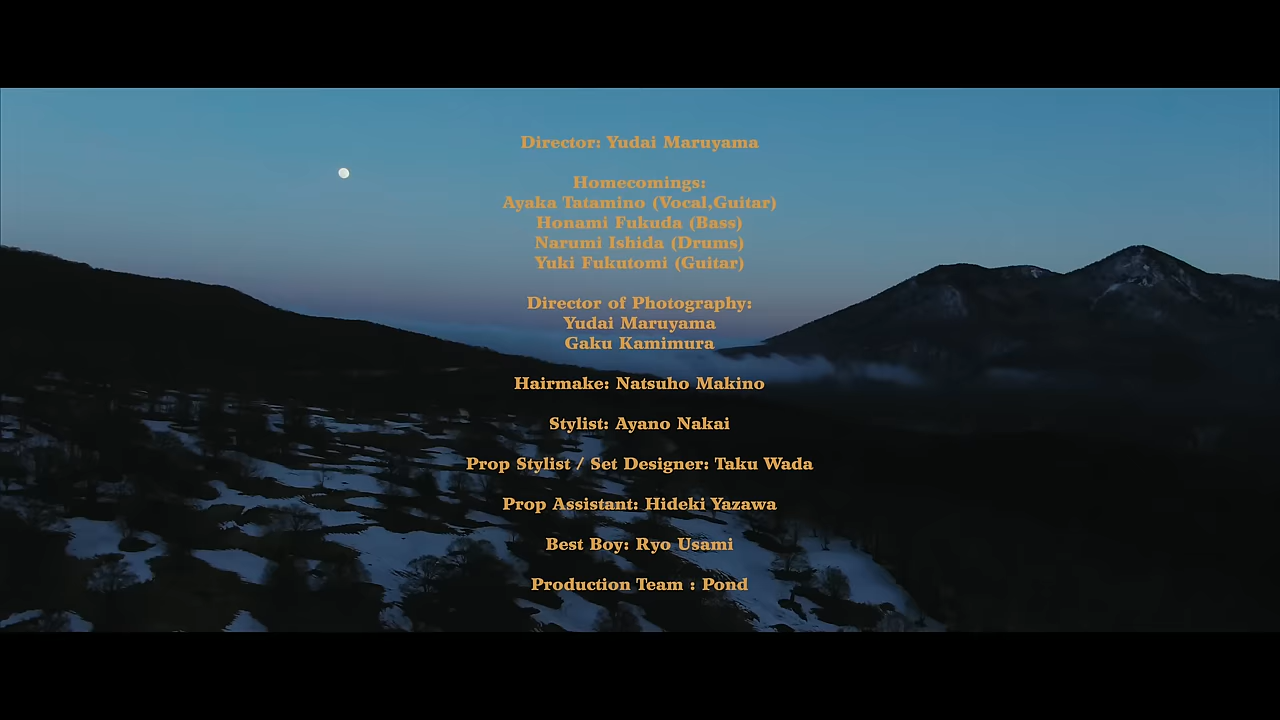 Director: Yudai Maruyama
Homecomings:
Ayaka Tatamino (Vocal,Guitar)
Honami Fukuda (Bass)
Narumi Ishida (Drums)
Yuki Fukutomi (Guitar)
Director of Photography:
Yudai Maruyama
Gaku Kamimura
Hairmake: Natsuho Makino
Stylist: Ayano Nakai
Prop Stylist / Set Designer: Taku Wada
Prop Assistant: Hideki Yazawa
Best Boy: Ryo Usami
Production Team : Pond